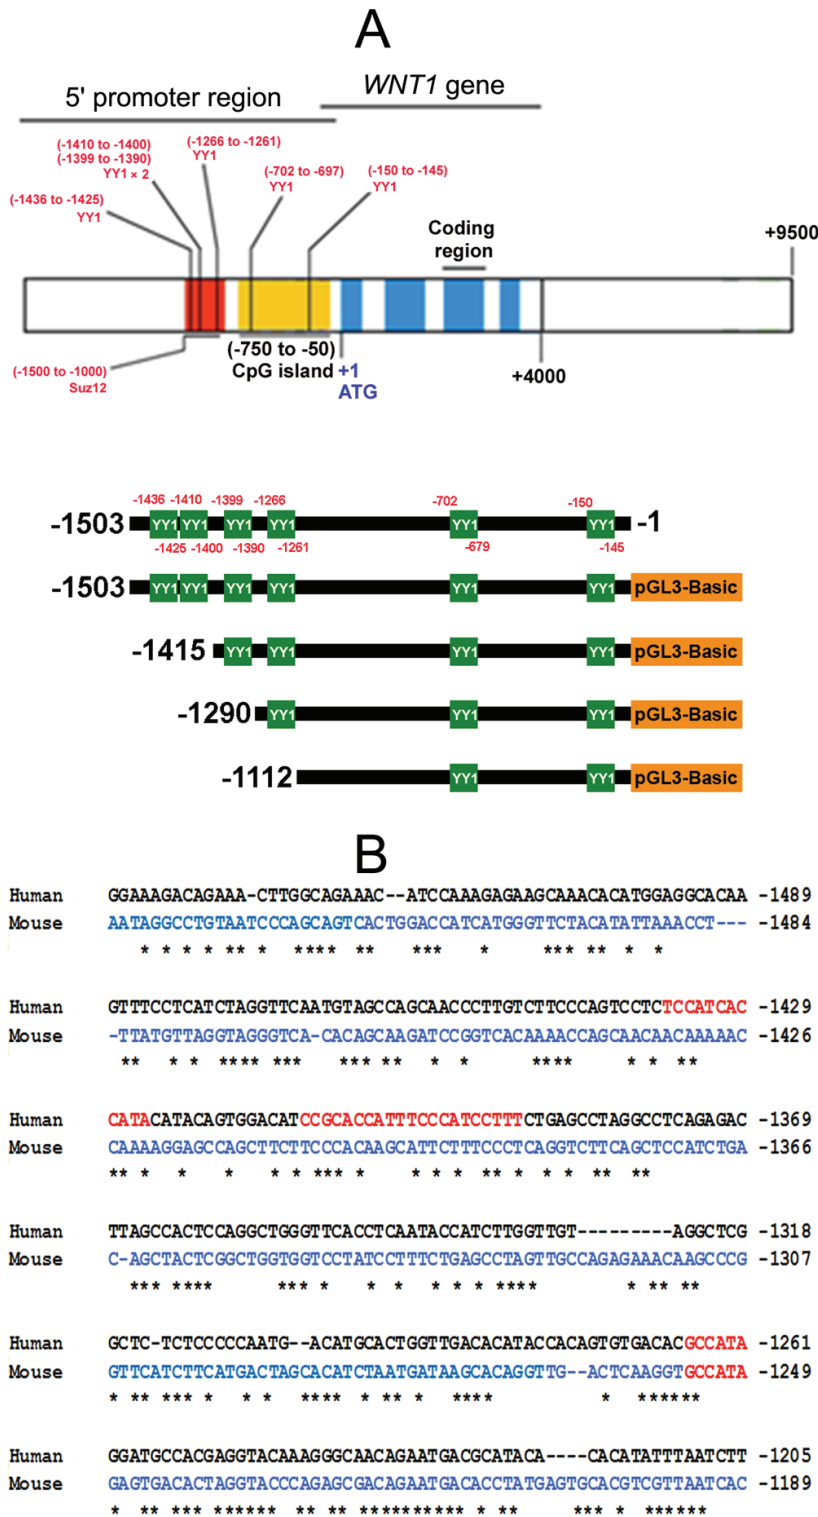 A
5' promoter region
WNT1 gene
(-1410 to -1400)
(-1399 to -1390)
YY1 × 2
(-1266 to -1261)
YY1
(-702 to -697)
YY1
(-150 to -145)
YY1
(-1436 to -1425)
YY1
Coding
region
+9500
(-1500 to -1000)
Suz12
(-750 to -50)
CpG island
+1
ATG
+4000
-1436 -1410 -1399 -1266 -702 -150
-1503 YY1 YY1 YY1 YY1 YY1 YY1 -1
-1425 -1400 -1390 -1261 -679 -145
-1503 YY1 YY1 YY1 YY1 YY1 YY1 pGL3-Basic
-1415 YY1 YY1 YY1 YY1 pGL3-Basic
-1290 YY1 YY1 YY1 pGL3-Basic
-1112 YY1 YY1 pGL3-Basic
B
Human GGAAAGACAGAAA-CTTGGCAGAAAC--ATCCAAAGAGAAGCAAACACATGGAGGCACAA -1489
Mouse AATAGGCCTGTAATCCCAGCAGTCACTGGACCATCATGGGTTCTACATATTAAACCT--- -1484
* * * * ** * **** ** *** * *** ** * *
Human GTTTCCTCATCTAGGTTCAATGTAGCCAGCAACCCTTGTCTTCCCAGTCCTCTCCATCAC -1429
Mouse -TTATGTTAGGTAGGGTCA-CACAGCAAGATCCGGTCACAAAACCAGCAACAACAAAAAC -1426
** * * **** *** *** ** * * **** * * **
Human CATACATACAGTGGACATCCGCACCATTTCCCATCCTTTCTGAGCCTAGGCCTCAGAGAC -1369
Mouse CAAAAGGAGCCAGCTTCTTCCCACAAGCATTCTTTCCCTCAGGTCTTCAGCTCCATCTGA -1366
** * * * * * *** * * * * ** * * * ** **
Human TTAGCCACTCCAGGCTGGGTTCACCTCAATACCATCTTGGTTGT---------AGGCTCG -1318
Mouse C-AGCTACTCGGCTGGTGGTCCTATCCTTTCTGAGCCTAGTTGCCAGAGAAACAAGCCCG -1307
*** **** *** * * * * * * **** * ** **
Human GCTC-TCTCCCCCAATG--ACATGCACTGGTTGACACATACCACAGTGTGACACGCCATA -1261
Mouse GTTCATCTTCATGACTAGCACATCTAATGATAAGCACAGGTTG--ACTCAAGGTGCCATA -1249
* ** *** * * * **** * ** * **** * ******
Human GGATGCCACGAGGTACAAAGGGCAACAGAATGACGCATACA----CACATATTTAATCTT -1205
Mouse GAGTGACACTAGGTACCCAGAGCGACAGAATGACACCTATGAGTGCACGTCGTTAATCAC -1189
* ** *** ****** ** ** ********** * ** *** * ******